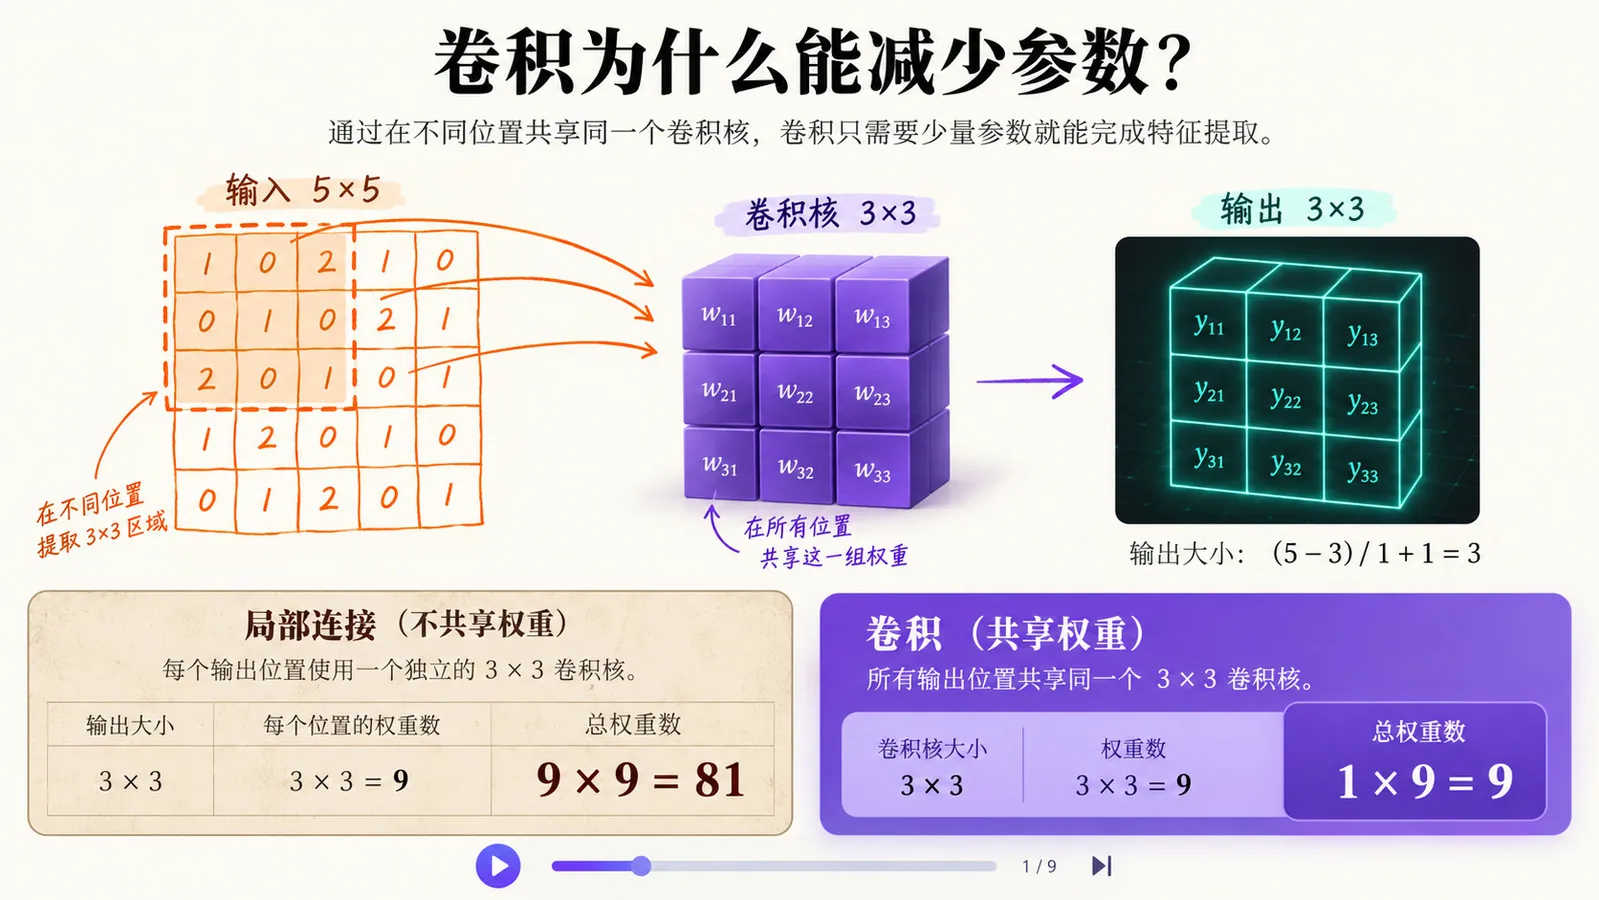 卷积为什么能减少参数？
通过在不同位置共享同一个卷积核，卷积只需要少量参数就能完成特征提取。
输入 5×5
1 0 2 1 0
0 1 0 2 1
2 0 1 0 1
1 2 0 1 0
0 1 2 0 1
在不同位置
提取 3×3 区域
卷积核 3×3
w11 w12 w13
w21 w22 w23
w31 w32 w33
在所有位置
共享这一组权重
输出 3×3
y11 y12 y13
y21 y22 y23
y31 y32 y33
输出大小： (5 − 3) / 1 + 1 = 3
局部连接（不共享权重）
每个输出位置使用一个独立的 3 × 3 卷积核。
输出大小 每个位置的权重数 总权重数
3 × 3 3 × 3 = 9 9 × 9 = 81
卷积（共享权重）
所有输出位置共享同一个 3 × 3 卷积核。
卷积核大小 权重数 总权重数
3 × 3 3 × 3 = 9 1 × 9 = 9
1 / 9